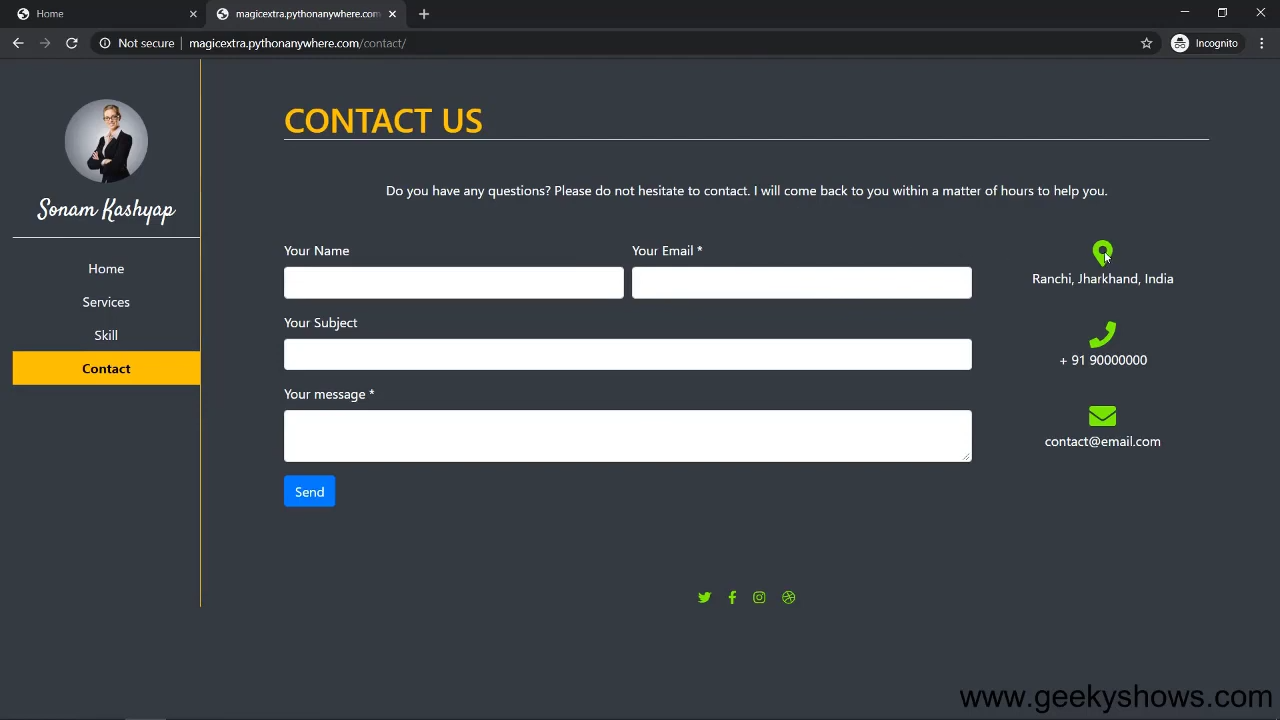 Home
magicextra.pythonanywhere.com
Not secure
magicextra.pythonanywhere.com/contact/
Incognito
Sonam Kashyap
Home
Services
Skill
Contact
CONTACT US
Do you have any questions? Please do not hesitate to contact. I will come back to you within a matter of hours to help you.
Your Name
Your Email *
Your Subject
Your message *
Send
Ranchi, Jharkhand, India
+ 91 90000000
contact@email.com
www.geekyshows.com